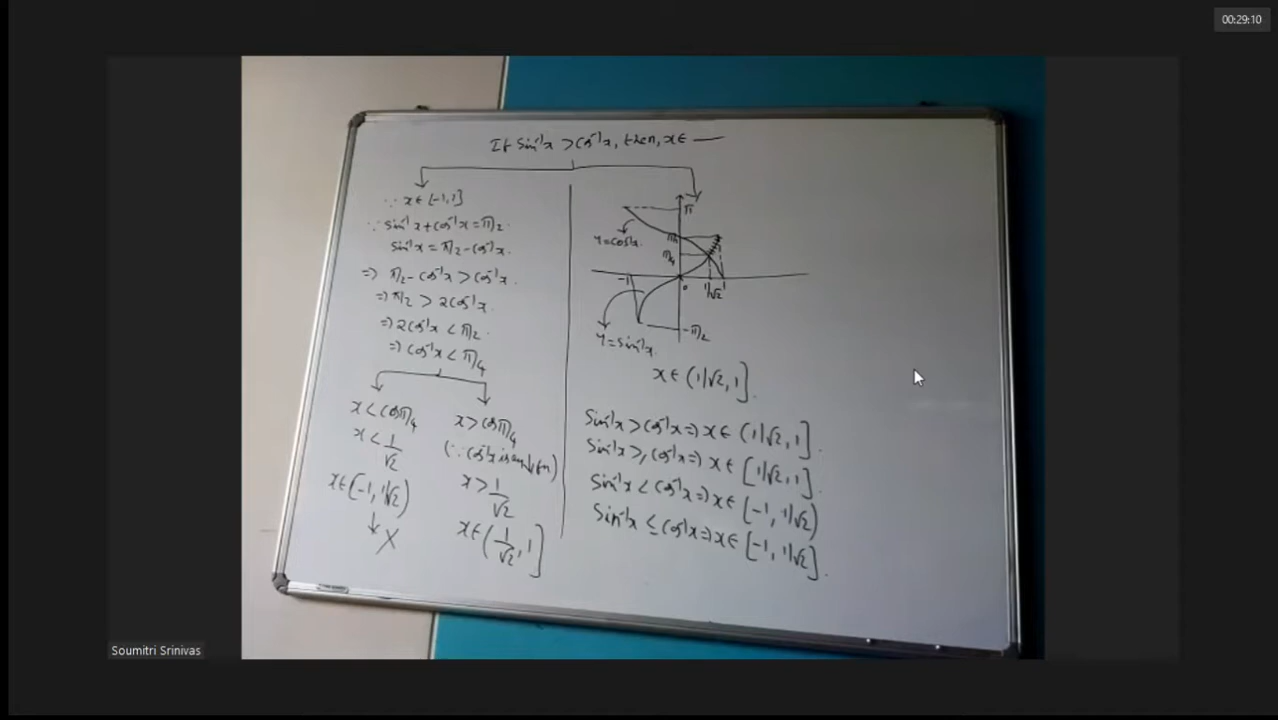 00:29:10
If Sin⁻¹x > Cos⁻¹x, then, x ∈ ___
∵ x ∈ [-1,1]
∵ Sin⁻¹x + Cos⁻¹x = π/2.
Sin⁻¹x = π/2 - Cos⁻¹x.
=) π/2 - Cos⁻¹x > Cos⁻¹x.
=) π/2 > 2Cos⁻¹x.
=) 2Cos⁻¹x < π/2.
=) Cos⁻¹x < π/4
x < Cos π/4
x < 1/√2
x ∈ [-1, 1/√2)
X
x > Cos π/4
(∵ Cos⁻¹x is an ↓ fn)
x > 1/√2
x ∈ (1/√2, 1]
π
y = Cos⁻¹x.
π/2
π/4
-1
0
1/√2
1
-π/2
y = Sin⁻¹x.
x ∈ (1/√2, 1].
Sin⁻¹x > Cos⁻¹x =) x ∈ (1/√2, 1].
Sin⁻¹x ≥ Cos⁻¹x =) x ∈ [1/√2, 1].
Sin⁻¹x < Cos⁻¹x =) x ∈ [-1, 1/√2)
Sin⁻¹x ≤ Cos⁻¹x =) x ∈ [-1, 1/√2].
Soumitri Srinivas